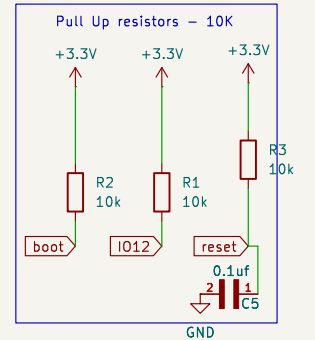 Pull Up resistors - 10K
+3.3V
+3.3V
+3.3V
R2
10k
R1
10k
R3
10k
boot
IO12
reset
0.1uf
2
1
C5
GND